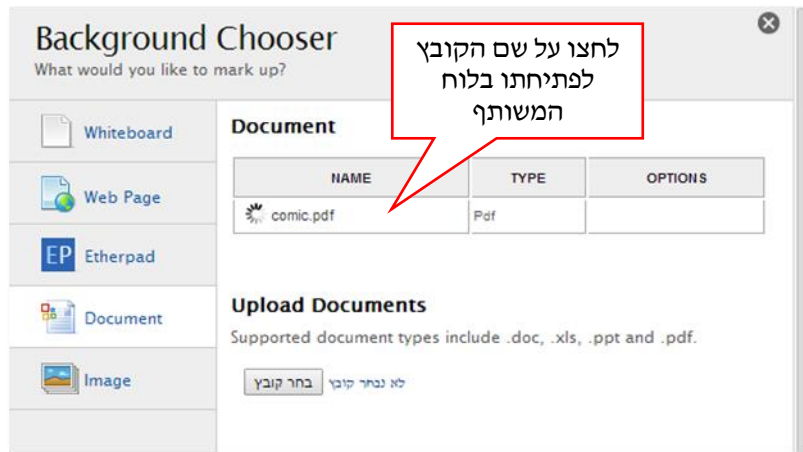 Background Chooser
What would you like to mark up?
לחצו על שם הקובץ
לפתיחתו בלוח
המשותף
Whiteboard
Web Page
EP Etherpad
Document
Image
Document
NAME TYPE OPTIONS
comic.pdf Pdf
Upload Documents
Supported document types include .doc, .xls, .ppt and .pdf.
בחר קובץ לא נבחר קובץ